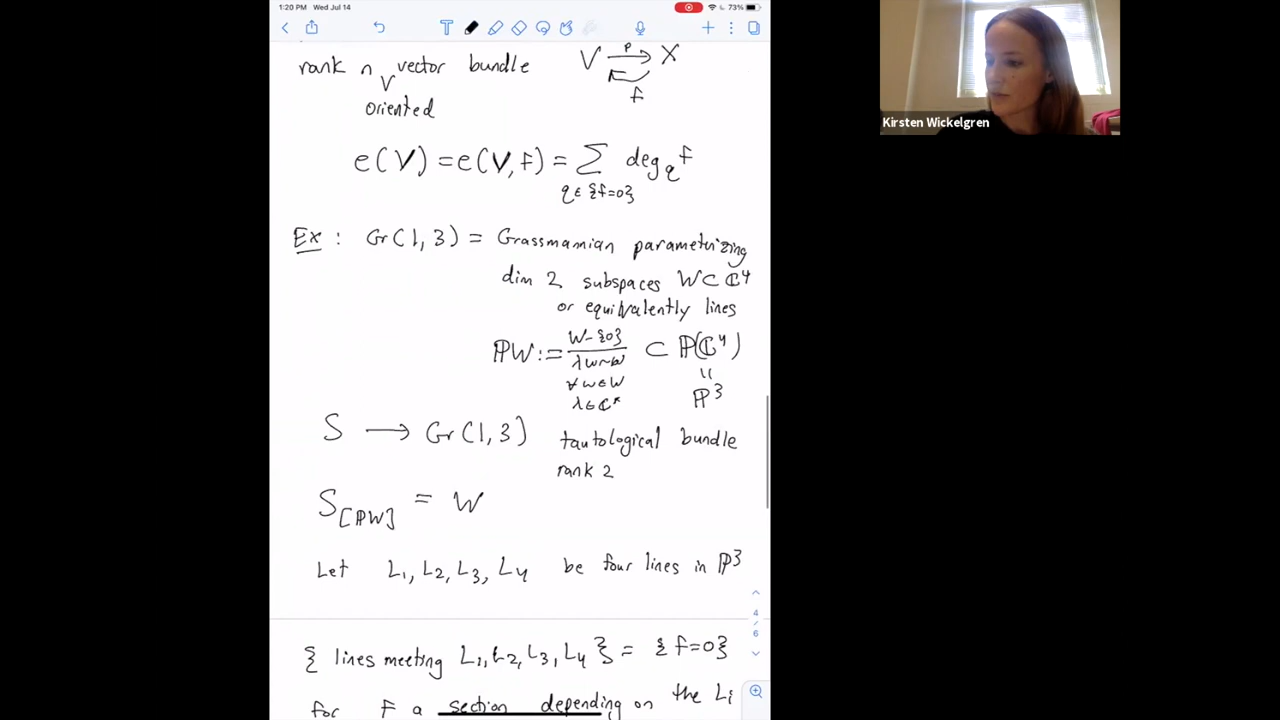 1:20 PM Wed Jul 14
73%
rank n vector bundle V →p X
V
oriented f
e(V) = e(V, f) = Σ deg_q f
q ∈ {f=0}
Ex : Gr(1, 3) = Grassmannian parametrizing
dim 2 subspaces W ⊂ ℂ⁴
or equivalently lines
ℙW := W-{0} ⊂ ℙ(ℂ⁴)
λw~w
∀w∈W =
λ∈ℂ* ℙ³
S → Gr(1, 3) tautological bundle
rank 2
S_[ℙW] = W
Let L₁, L₂, L₃, L₄ be four lines in ℙ³
{ lines meeting L₁, L₂, L₃, L₄ } = {f=0}
for f a section depending on the Li
4
/
6
Kirsten Wickelgren